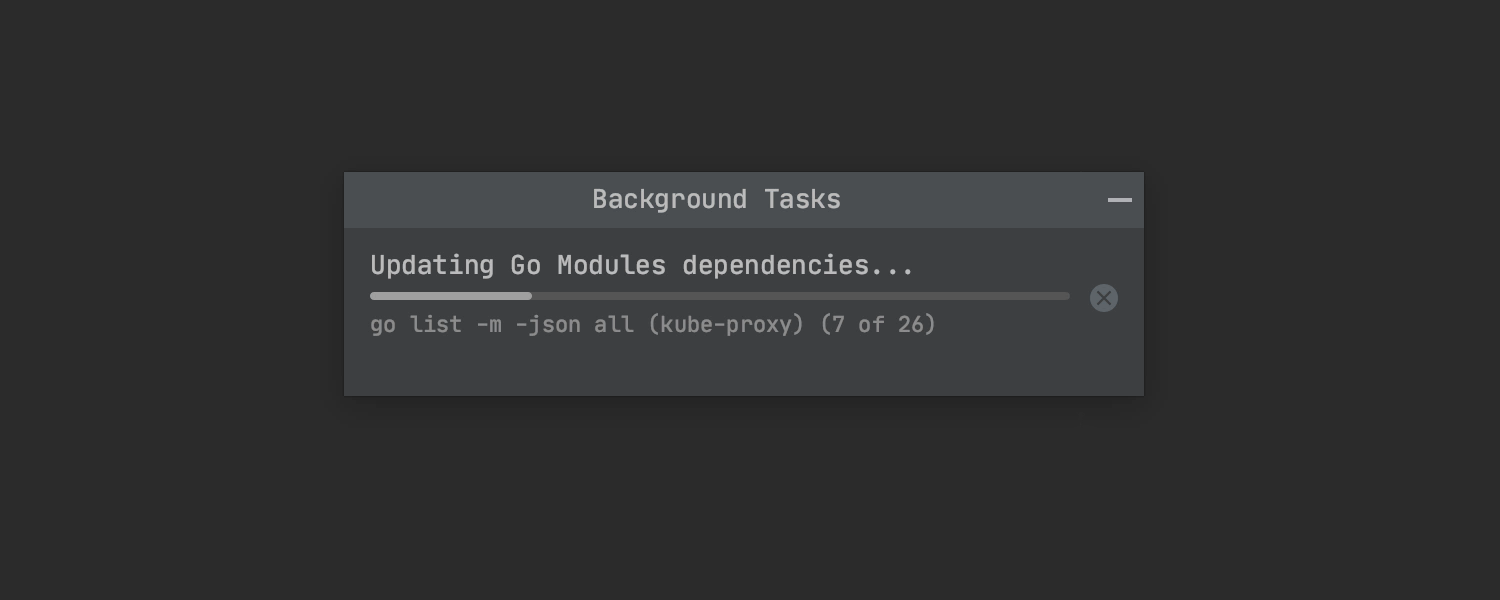 Background Tasks
Updating Go Modules dependencies...
go list -m -json all (kube-proxy) (7 of 26)